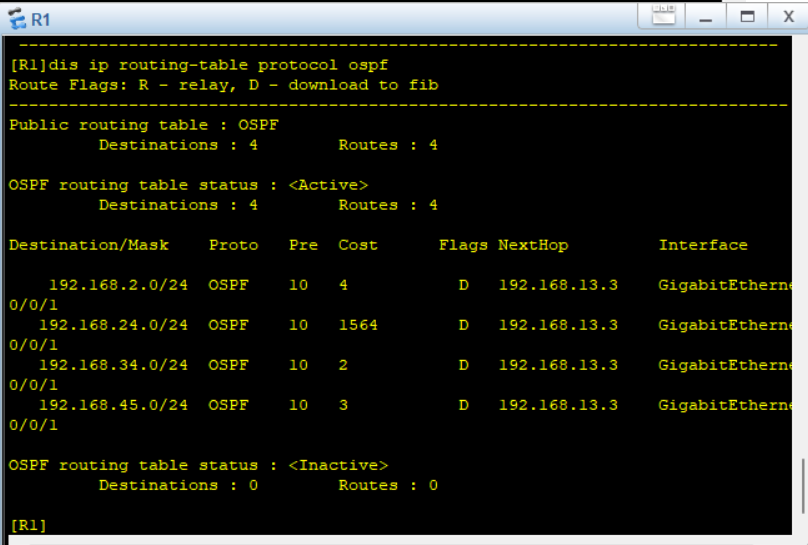 R1
[R1]dis ip routing-table protocol ospf
Route Flags: R - relay, D - download to fib
------------------------------------------------------------------------------
Public routing table : OSPF
         Destinations : 4        Routes : 4
OSPF routing table status : <Active>
         Destinations : 4        Routes : 4
Destination/Mask    Proto   Pre  Cost      Flags NextHop         Interface
    192.168.2.0/24  OSPF    10   4           D   192.168.13.3    GigabitEtherne
0/0/1
   192.168.24.0/24  OSPF    10   1564        D   192.168.13.3    GigabitEtherne
0/0/1
   192.168.34.0/24  OSPF    10   2           D   192.168.13.3    GigabitEtherne
0/0/1
   192.168.45.0/24  OSPF    10   3           D   192.168.13.3    GigabitEtherne
0/0/1
OSPF routing table status : <Inactive>
         Destinations : 0        Routes : 0
[R1]